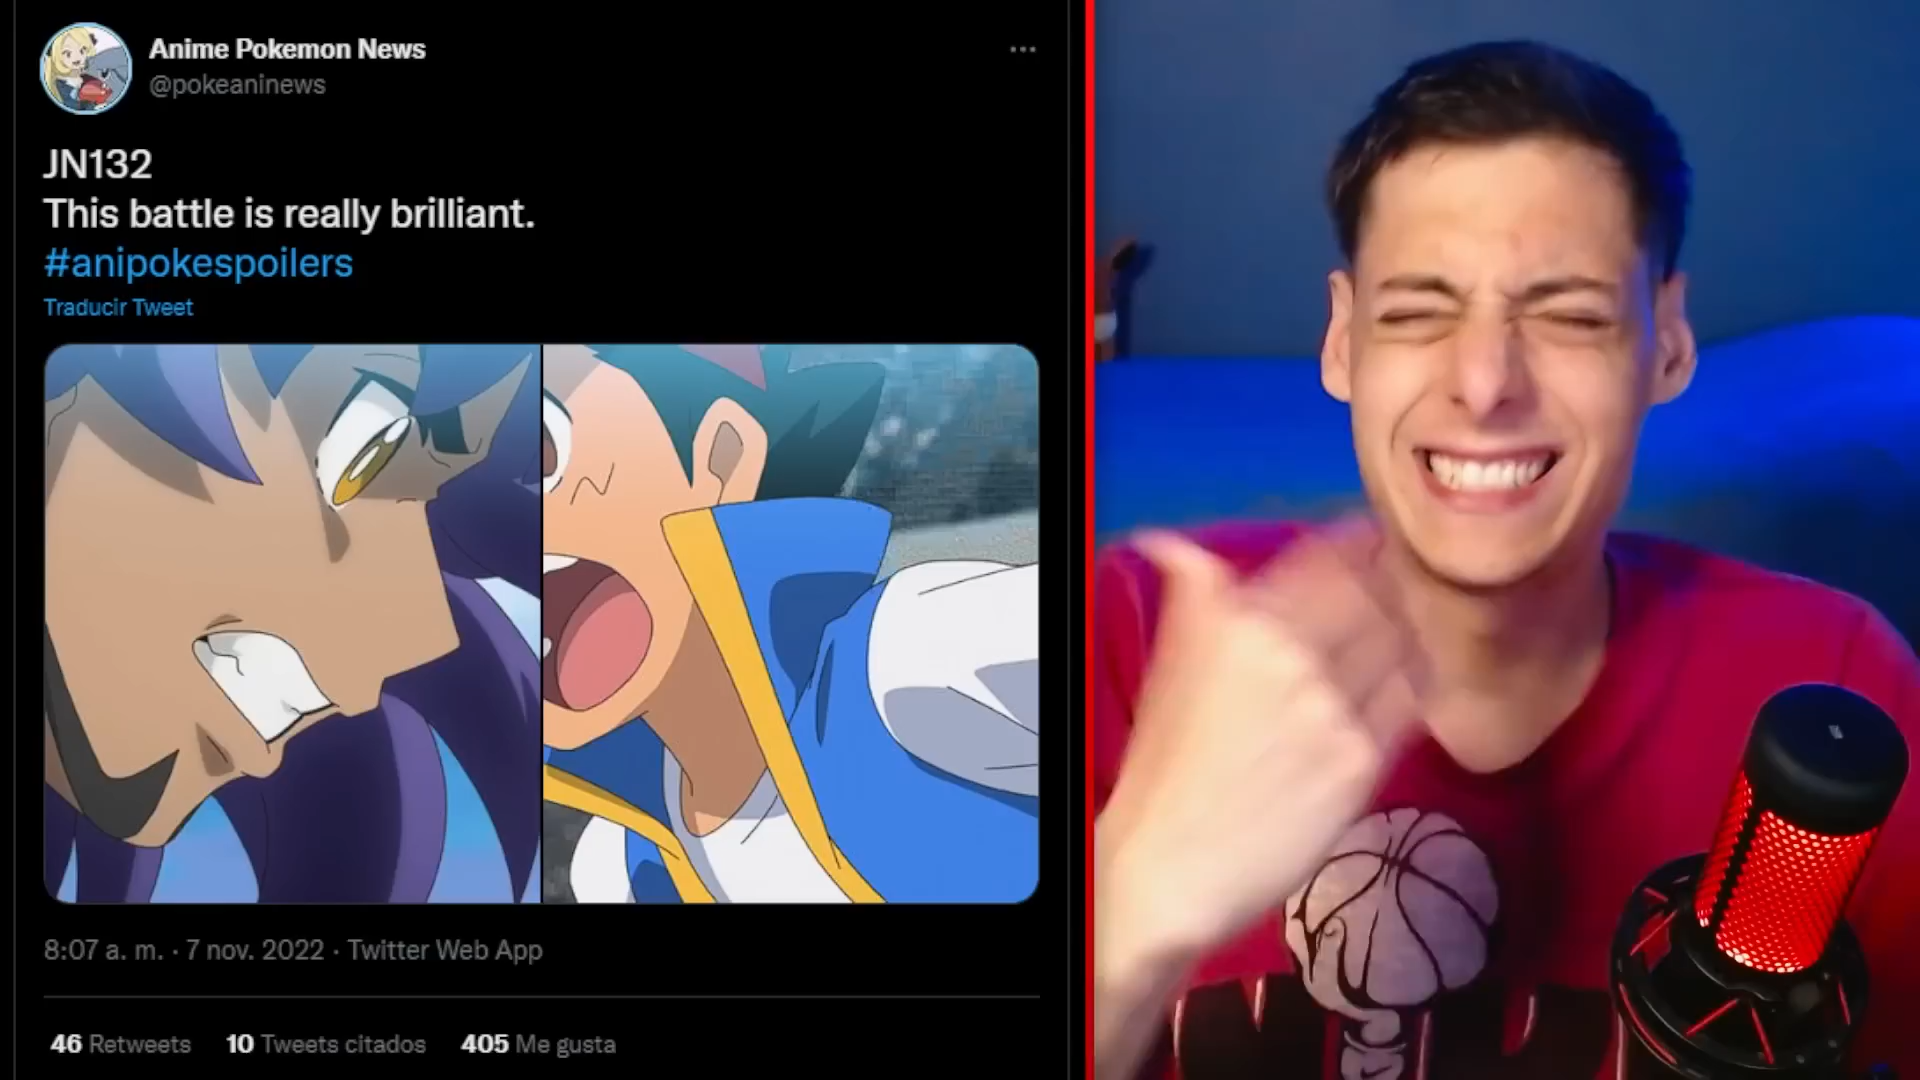 Anime Pokemon News
@pokeaninews
JN132
This battle is really brilliant.
#anipokespoilers
Traducir Tweet
8:07 a. m. · 7 nov. 2022 · Twitter Web App
46 Retweets 10 Tweets citados 405 Me gusta